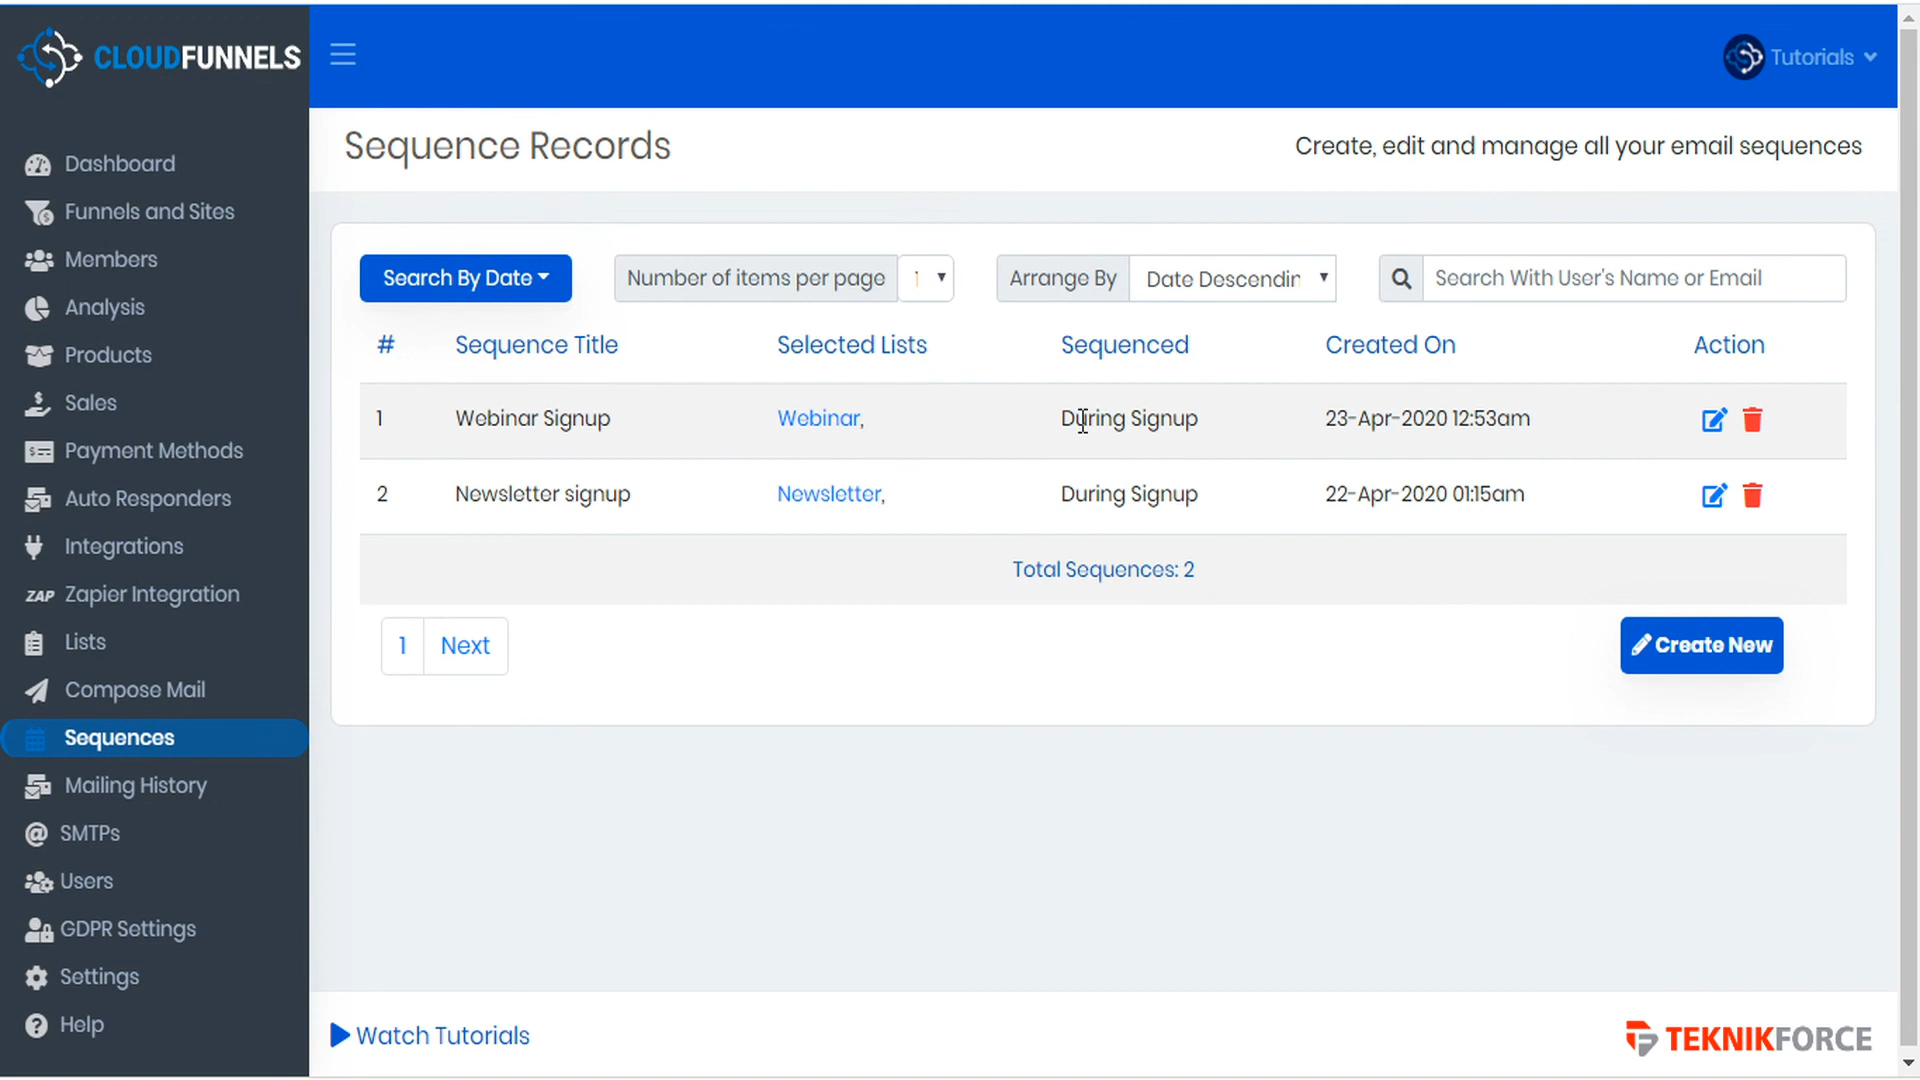 CLOUDFUNNELS
Tutorials
Dashboard
Funnels and Sites
Members
Analysis
Products
Sales
Payment Methods
Auto Responders
Integrations
ZAP Zapier Integration
Lists
Compose Mail
Sequences
Mailing History
SMTPs
Users
GDPR Settings
Settings
Help
Sequence Records
Create, edit and manage all your email sequences
Search By Date
Number of items per page
Arrange By
Date Descendin
Search With User's Name or Email
# Sequence Title Selected Lists Sequenced Created On Action
1 Webinar Signup Webinar, During Signup 23-Apr-2020 12:53am
2 Newsletter signup Newsletter, During Signup 22-Apr-2020 01:15am
Total Sequences: 2
1 Next
Create New
Watch Tutorials
TEKNIKFORCE